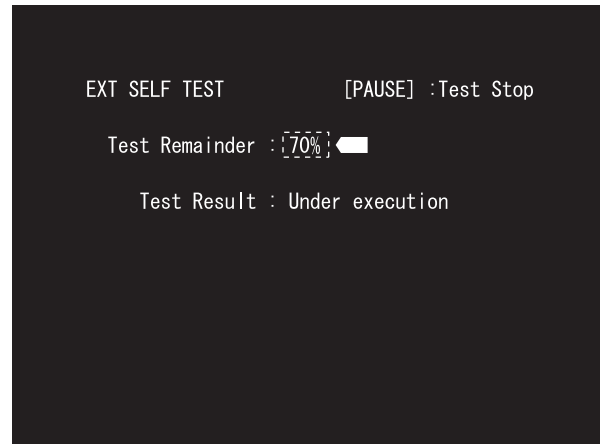 EXT SELF TEST [PAUSE] :Test Stop
Test Remainder : 70%
Test Result : Under execution